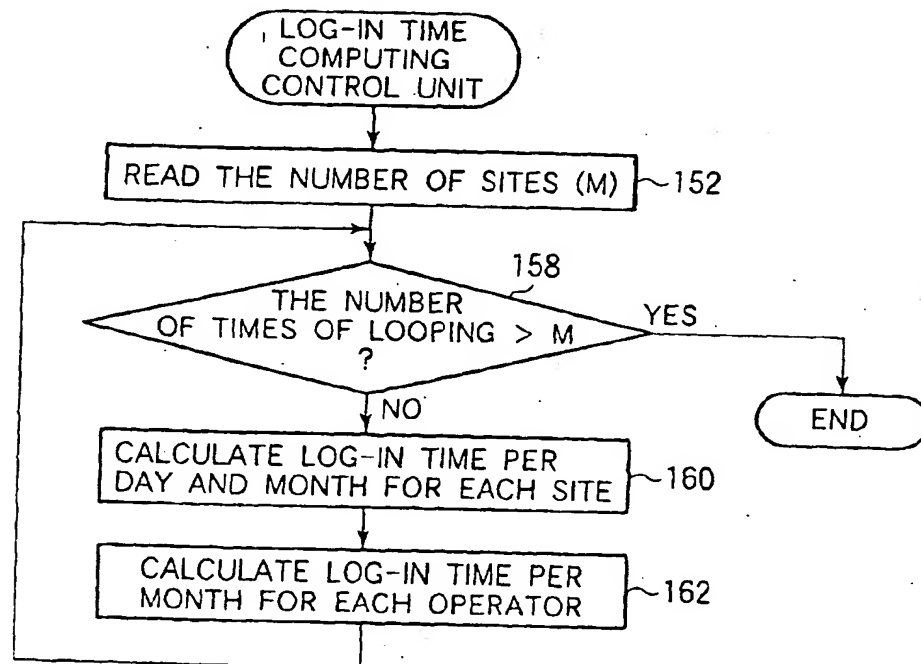 LOG-IN TIME
COMPUTING
CONTROL UNIT
READ THE NUMBER OF SITES (M)
152
158
THE NUMBER
OF TIMES OF LOOPING > M
?
YES
NO
END
CALCULATE LOG-IN TIME PER
DAY AND MONTH FOR EACH SITE
160
CALCULATE LOG-IN TIME PER
MONTH FOR EACH OPERATOR
162